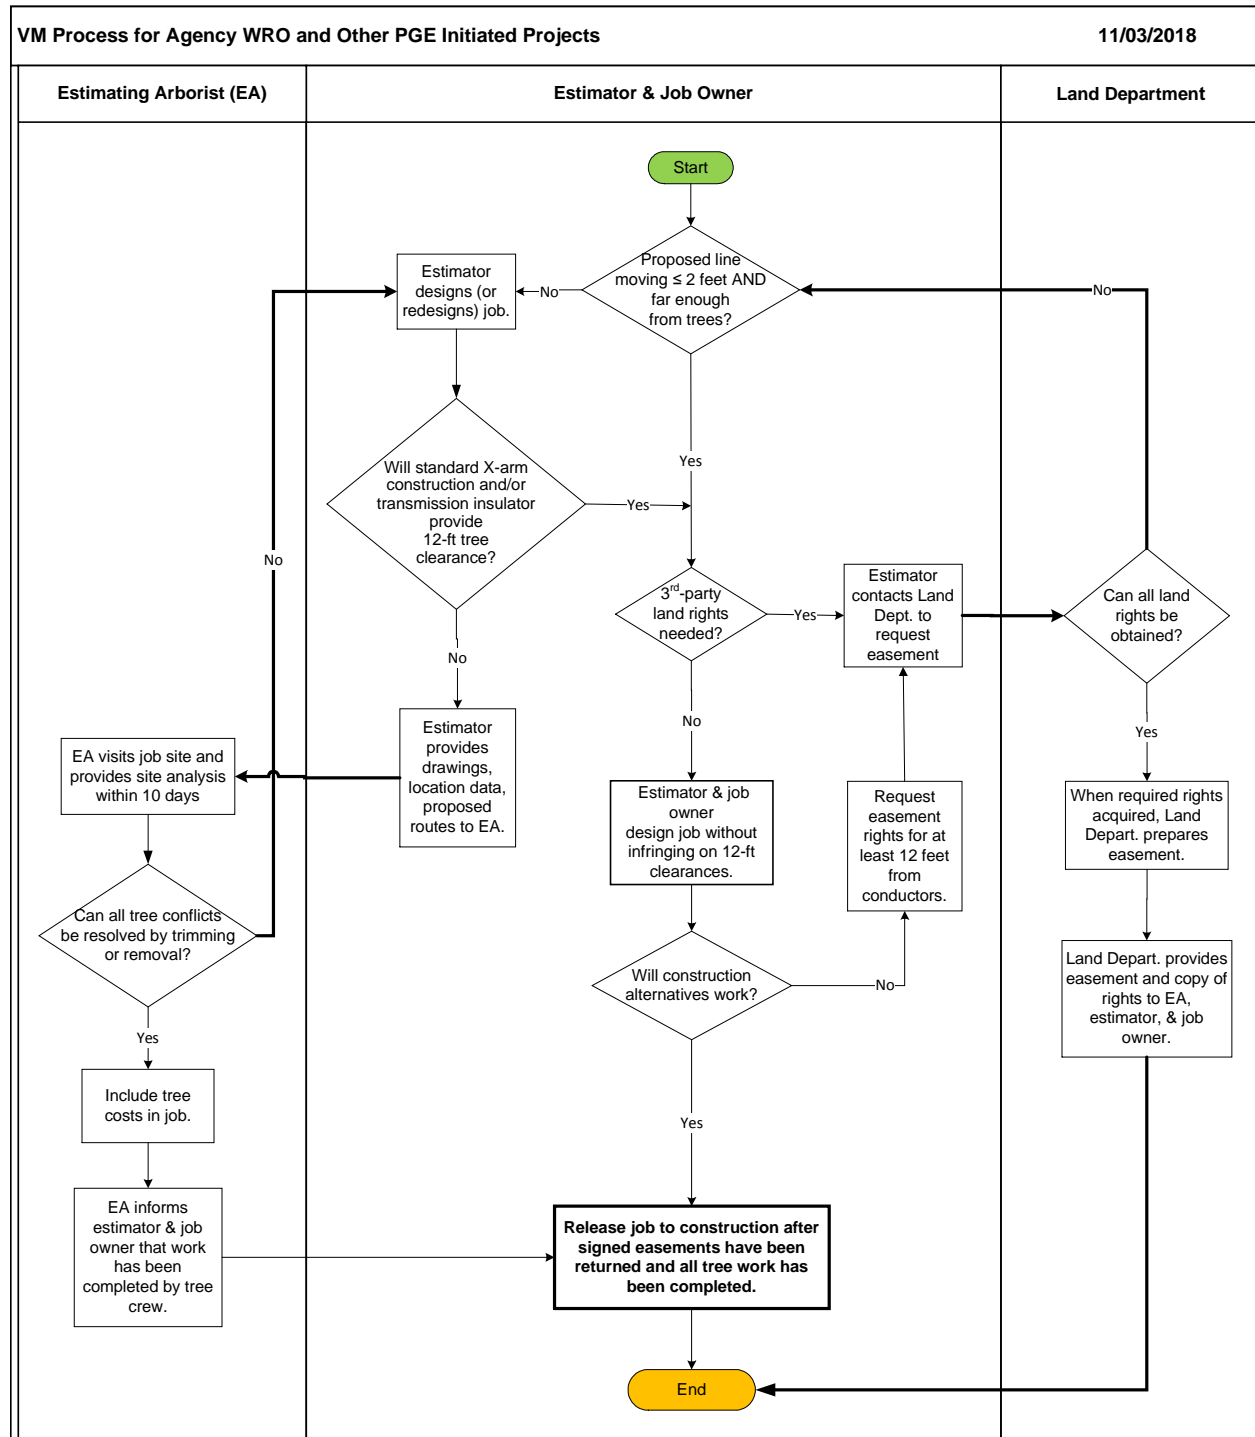 VM Process for Agency WRO and Other PGE Initiated Projects
11/03/2018
Estimating Arborist (EA)
Estimator & Job Owner
Land Department
Start
Proposed line
moving ≤ 2 feet AND
far enough
from trees?
No
Estimator
designs (or
redesigns) job.
No
Yes
Will standard X-arm
construction and/or
transmission insulator
provide
12-ft tree
clearance?
Yes
No
No
3rd-party
land rights
needed?
Yes
Estimator
contacts Land
Dept. to
request
easement
Can all land
rights be
obtained?
Yes
No
Estimator
provides
drawings,
location data,
proposed
routes to EA.
EA visits job site and
provides site analysis
within 10 days
Estimator & job
owner
design job without
infringing on 12-ft
clearances.
Request
easement
rights for at
least 12 feet
from
conductors.
When required rights
acquired, Land
Depart. prepares
easement.
Can all tree conflicts
be resolved by trimming
or removal?
Yes
Will construction
alternatives work?
No
Land Depart. provides
easement and copy of
rights to EA,
estimator, & job
owner.
Include tree
costs in job.
Yes
EA informs
estimator & job
owner that work
has been
completed by tree
crew.
Release job to construction after
signed easements have been
returned and all tree work has
been completed.
End